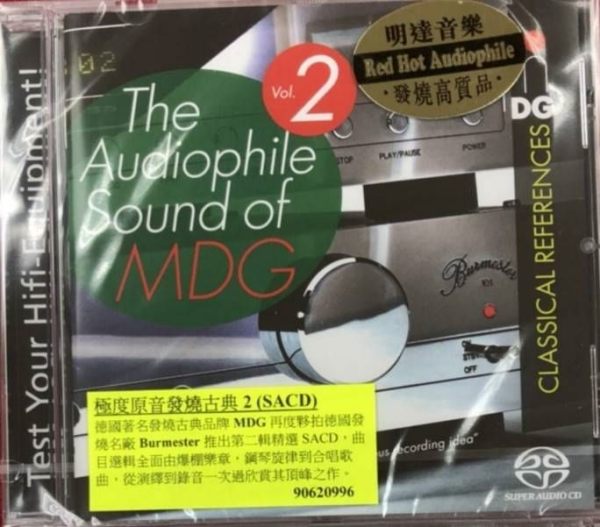 Test Your Hifi-Equipment!
:02
The
Audiophile
Sound of
MDG
Vol. 2
明達音樂
Red Hot Audiophile
·發燒高質品·
DG
CLASSICAL REFERENCES
STOP
PLAY/PAUSE
POWER
Burmester
ON
OFF
極度原音發燒古典 2 (SACD)
德國著名發燒古典品牌 MDG 再度夥拍德國發
燒名廠 Burmester 推出第二輯精選 SACD，曲
目選輯全面由爆棚樂章，鋼琴旋律到合唱歌
曲，從演繹到錄音一次過欣賞其頂峰之作。
90620996
recording idea"
SUPER AUDIO CD